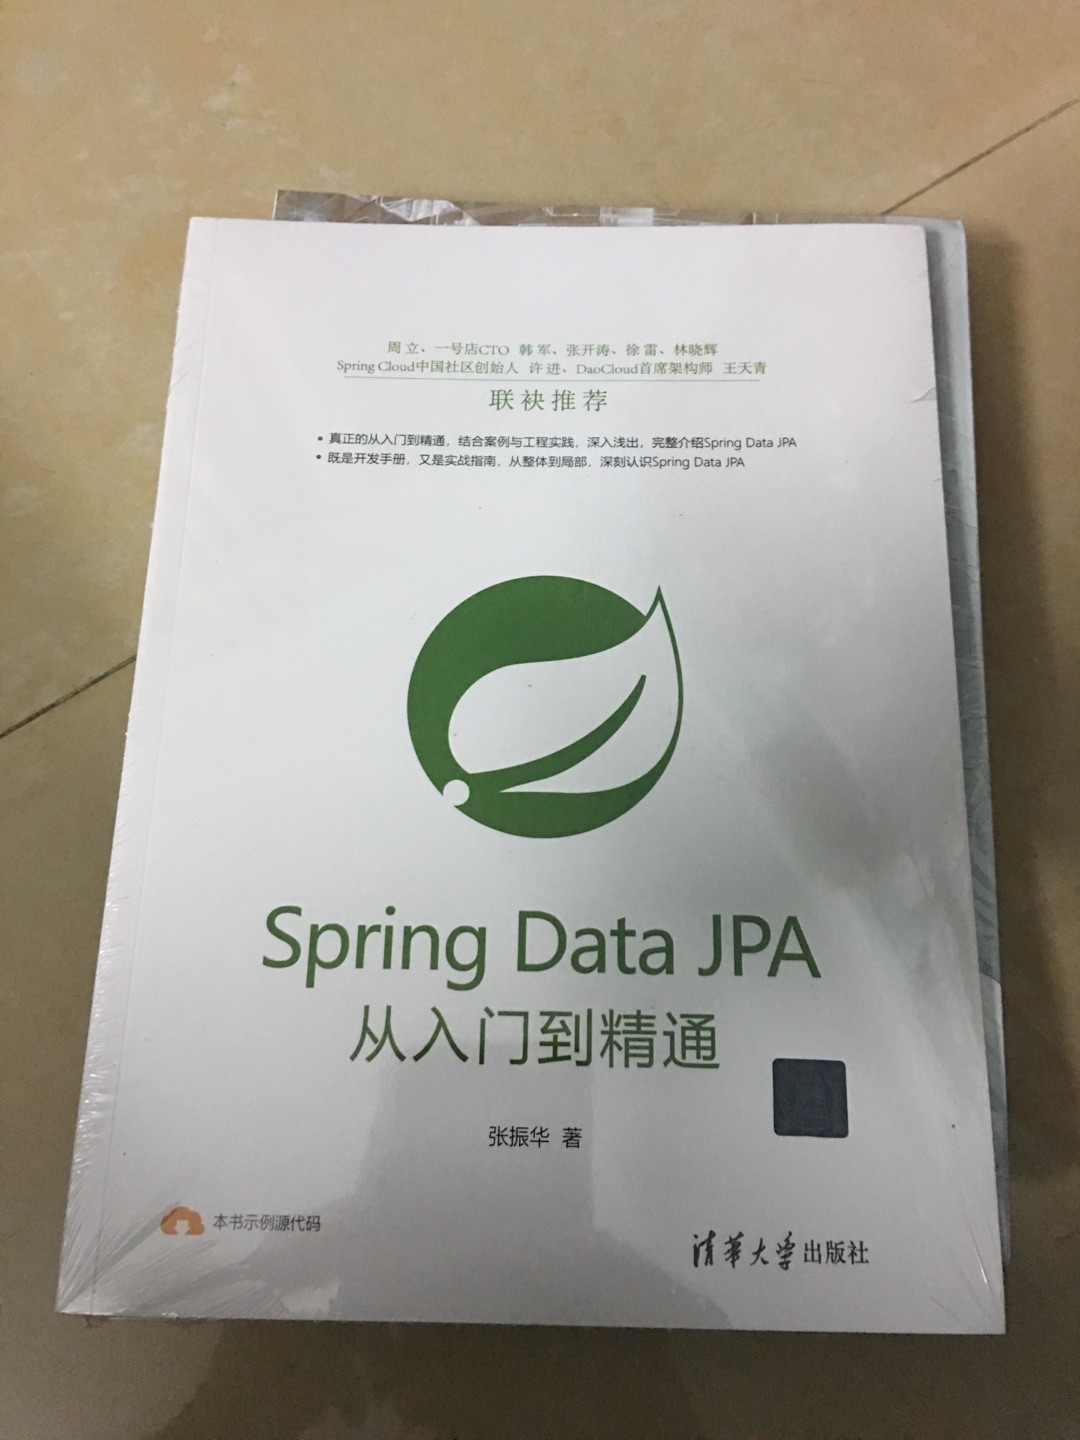 周 立、一号店CTO 韩 军、张开涛、徐 雷、林晓辉
Spring Cloud中国社区创始人 许 进、DaoCloud首席架构师 王天青
联袂推荐
• 真正的从入门到精通，结合案例与工程实践，深入浅出，完整介绍Spring Data JPA
• 既是开发手册，又是实战指南，从整体到局部，深刻认识Spring Data JPA
Spring Data JPA
从入门到精通
张振华 著
本书示例源代码
清华大学出版社